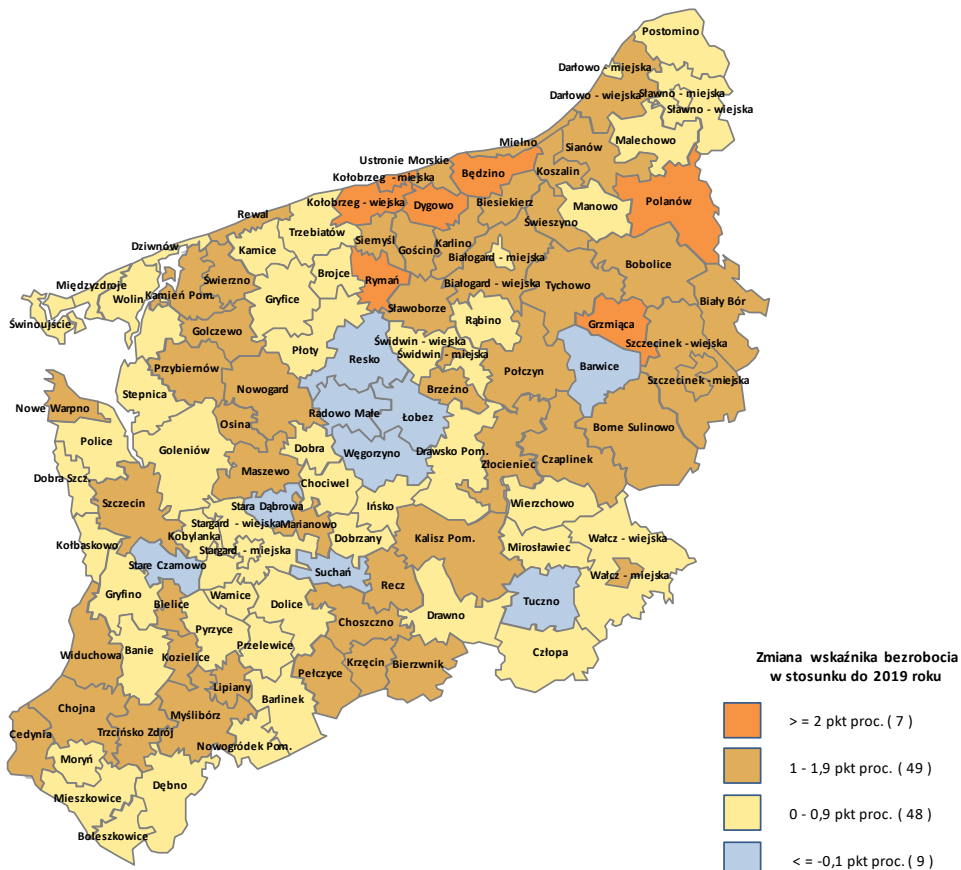 Postomino
Darłowo - miejska
Darłowo - wiejska
Sławno - miejska
Sławno - wiejska
Malechowo
Mielno
Sianów
Ustronie Morskie
Koszalin
Kołobrzeg - miejska
Będzino
Kołobrzeg - wiejska
Dygowo
Biesiekierz
Manowo
Polanów
Rewal
Świeszyno
Trzebiatów
Siemyśl
Karlino
Dziwnów
Kamice
Gościno
Białogard - miejska
Bobolice
Międzyzdroje
Świerzno
Brojce
Rymań
Białogard - wiejska
Tychowo
Wolin
Kamień Pom.
Gryfice
Biały Bór
Sławoborze
Świnoujście
Golczewo
Rąbino
Grzmiąca
Płoty
Resko
Świdwin - wiejska
Szczecinek - wiejska
Świdwin - miejska
Przybiernów
Połczyn
Barwice
Szczecinek - miejska
Stepnica
Nowogard
Brzeżno
Nowe Warpno
Radowo Małe
Łobez
Osina
Borne Sulinowo
Police
Goleniów
Dobra
Węgorzyno
Drawsko Pom.
Złocieniec
Czaplinek
Maszewo
Dobra Szcz.
Chociwel
Szczecin
Stara Dąbrowa
Ińsko
Wierzchowo
Stargard - wiejska
Marianowo
Kobylanka
Dobrzany
Kalisz Pom.
Wałcz - wiejska
Kołbaskowo
Stargard - miejska
Mirosławiec
Stare Czarnowo
Suchań
Wałcz - miejska
Recz
Gryfino
Warnice
Tuczno
Bielice
Dolice
Drawno
Pyrzyce
Choszczno
Przelewice
Banie
Człopa
Widuchowa
Kozielice
Krzęcin
Bierzwnik
Pełczyce
Lipiany
Barlinek
Chojna
Myślibórz
Cedynia
Trzcińsko Zdrój
Nowogródek Pom.
Moryń
Dębno
Mieszkowice
Boleszkowice
Zmiana wskaźnika bezrobocia
w stosunku do 2019 roku
> = 2 pkt proc. ( 7 )
1 - 1,9 pkt proc. ( 49 )
0 - 0,9 pkt proc. ( 48 )
< = -0,1 pkt proc. ( 9 )